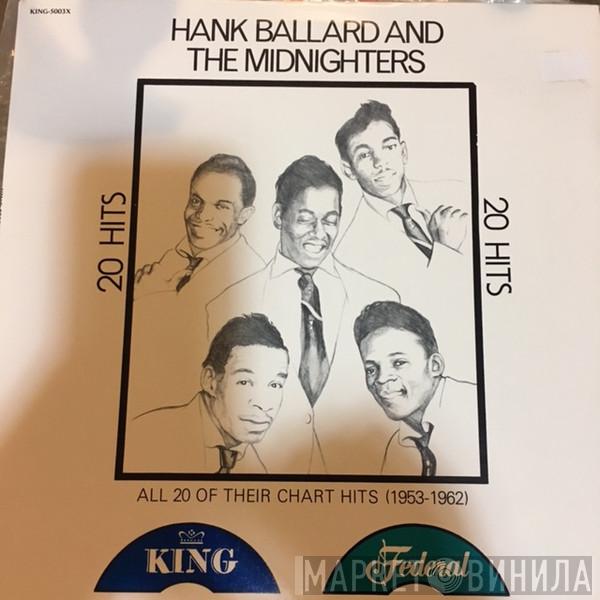 KING-5003X
HANK BALLARD AND
THE MIDNIGHTERS
20 HITS
20 HITS
ALL 20 OF THEIR CHART HITS (1953-1962)
KING
Federal
МАРКЕТ ВИНИЛА